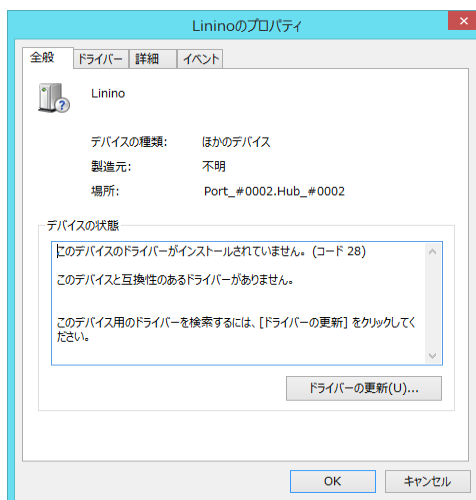 Lininoのプロパティ
全般
ドライバー
詳細
イベント
Linino
デバイスの種類: ほかのデバイス
製造元: 不明
場所: Port_#0002.Hub_#0002
デバイスの状態
このデバイスのドライバーがインストールされていません。 (コード 28)
このデバイスと互換性のあるドライバーがありません。
このデバイス用のドライバーを検索するには、[ドライバーの更新] をクリックしてく
ださい。
ドライバーの更新(U)...
OK
キャンセル